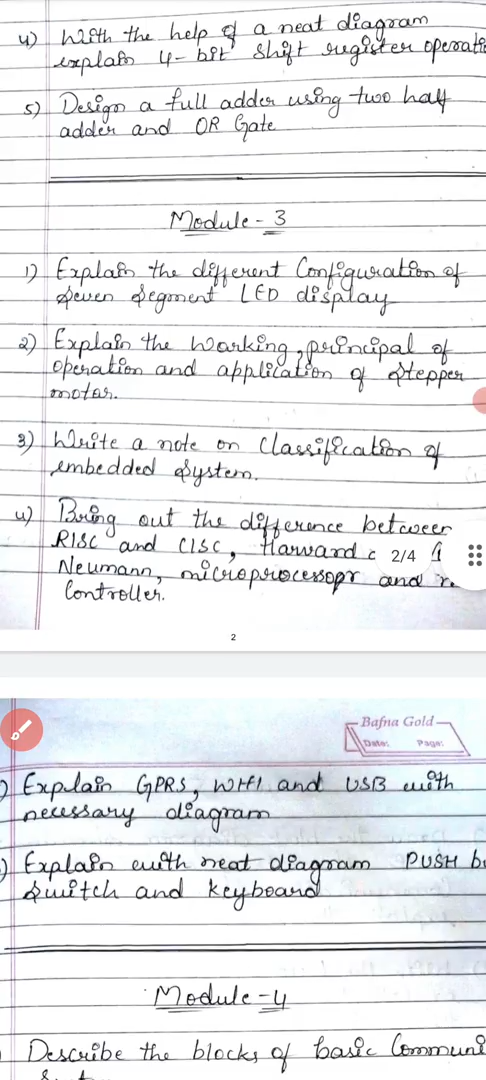 4) With the help of a neat diagram
explain 4-bit shift register operati
5) Design a full adder using two half
adder and OR Gate
Module-3
1) Explain the different Configuration of
Seven Segment LED display
2) Explain the Working, principal of
operation and application of Stepper
motor.
3) Write a note on Classification of
embedded System.
4) Bring out the difference between
RISC and CISC, Harward
2/4
Neumann, microprocessopr and
Controller.
2
Bafna Gold
Date: Page:
) Explain GPRS, WIFI and USB with
necessary diagram
) Explain with neat diagram PUSH bu
Switch and keyboard
Module-4
Describe the blocks of basic Communi